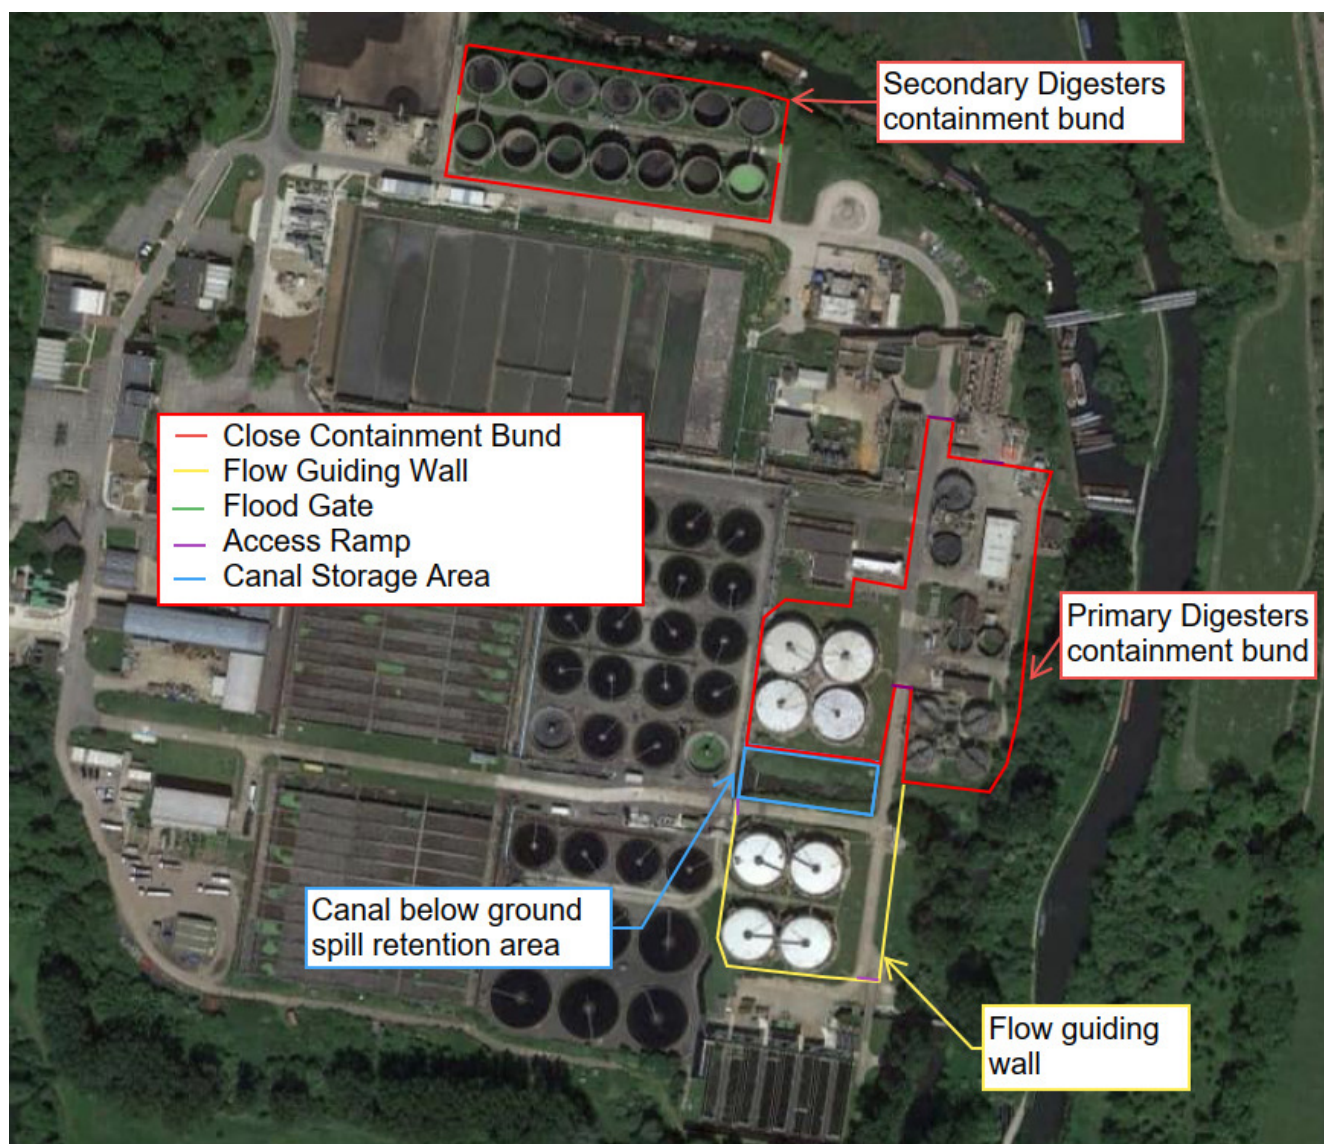 Secondary Digesters
containment bund
Close Containment Bund
Flow Guiding Wall
Flood Gate
Access Ramp
Canal Storage Area
Primary Digesters
containment bund
Canal below ground
spill retention area
Flow guiding
wall